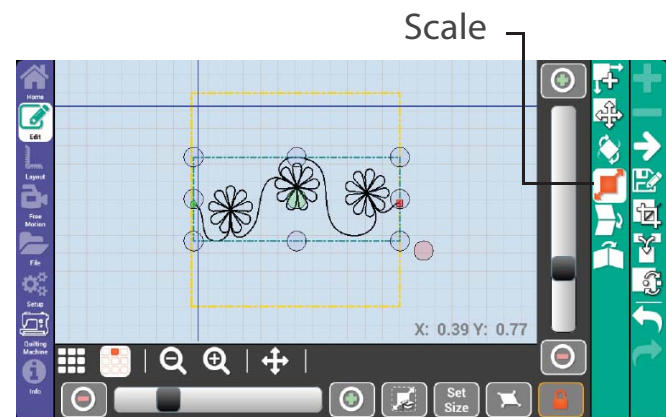 Scale
Home
Edit
Layout
Free
Motion
File
Setup
Quilting
Machine
Info
X: 0.39 Y: 0.77
Set
Size